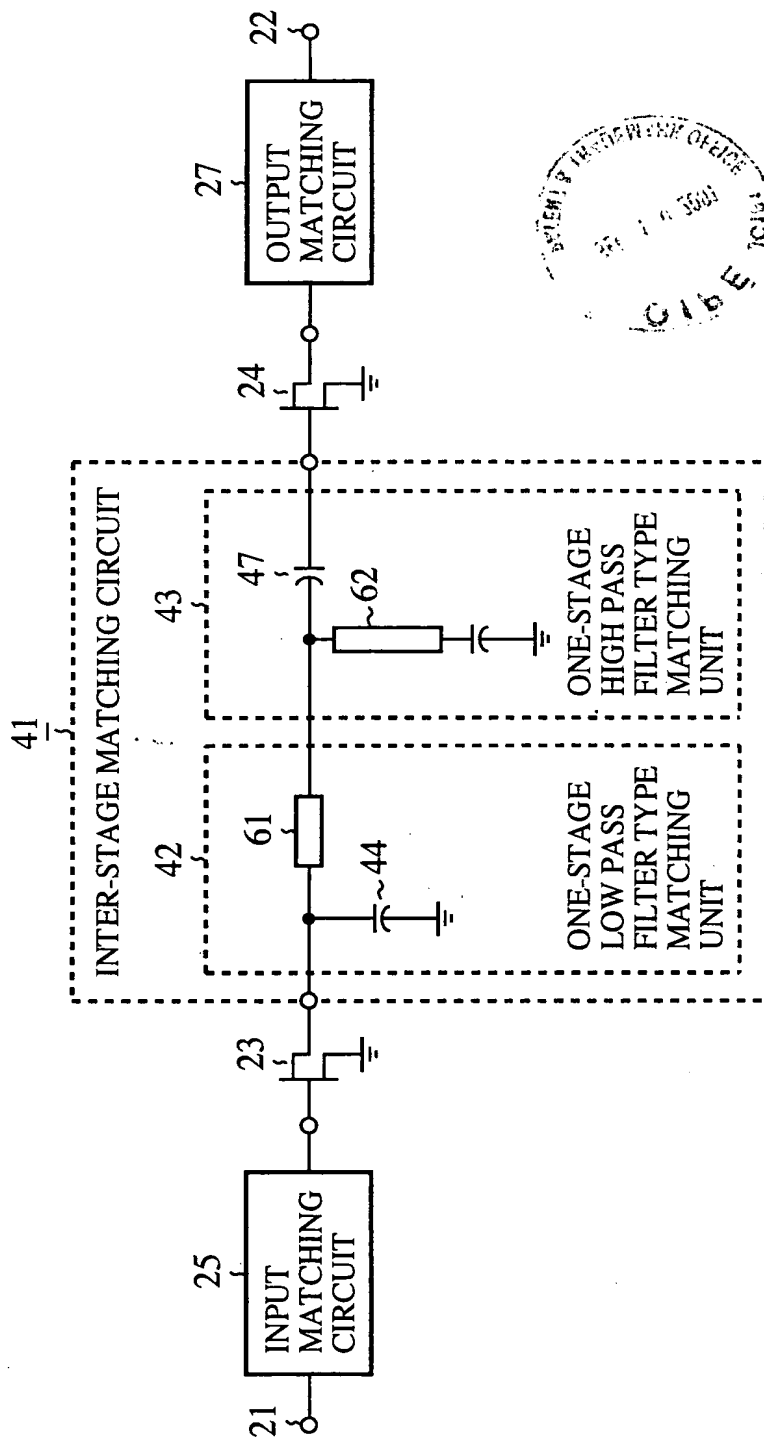 41
INTER-STAGE MATCHING CIRCUIT
21
25
INPUT
MATCHING
CIRCUIT
23
42
61
44
ONE-STAGE
LOW PASS
FILTER TYPE
MATCHING
UNIT
43
47
62
ONE-STAGE
HIGH PASS
FILTER TYPE
MATCHING
UNIT
24
27
OUTPUT
MATCHING
CIRCUIT
22
OFFICE